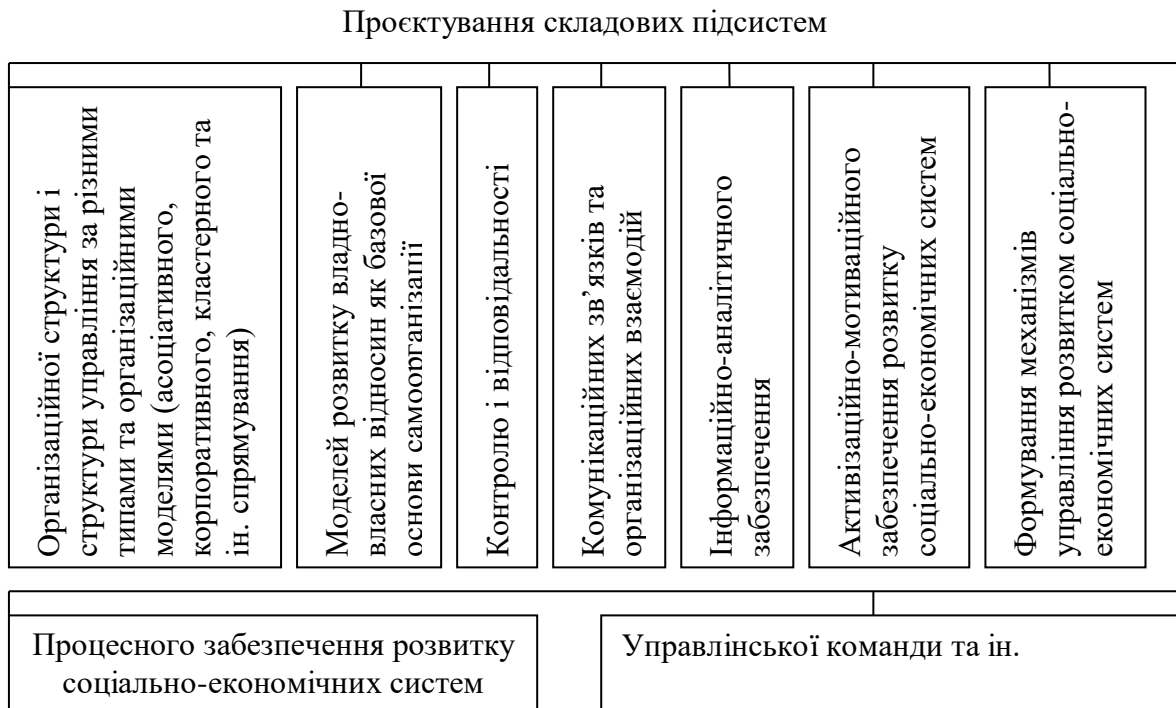 Проєктування складових підсистем
Організаційної структури і
структури управління за різними
типами та організаційними
моделями (асоціативного,
корпоративного, кластерного та
ін. спрямування)
Моделей розвитку владно-
власних відносин як базової
основи самоорганізації
Контролю і відповідальності
Комунікаційних зв’язків та
організаційних взаємодій
Інформаційно-аналітичного
забезпечення
Активізаційно-мотиваційного
забезпечення розвитку
соціально-економічних систем
Формування механізмів
управління розвитком соціально-
економічних систем
Процесного забезпечення розвитку
соціально-економічних систем
Управлінської команди та ін.